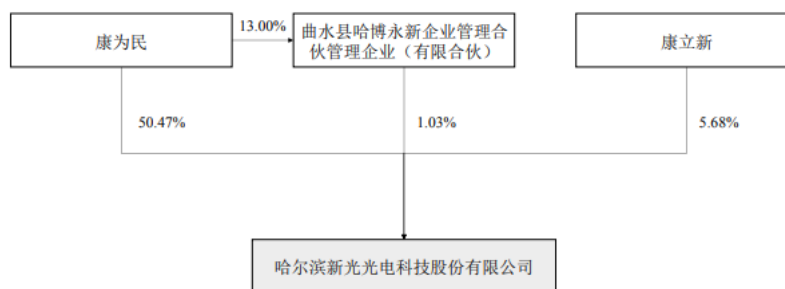 康为民
13.00%
曲水县哈博永新企业管理合
伙管理企业（有限合伙）
康立新
50.47%
1.03%
5.68%
哈尔滨新光光电科技股份有限公司